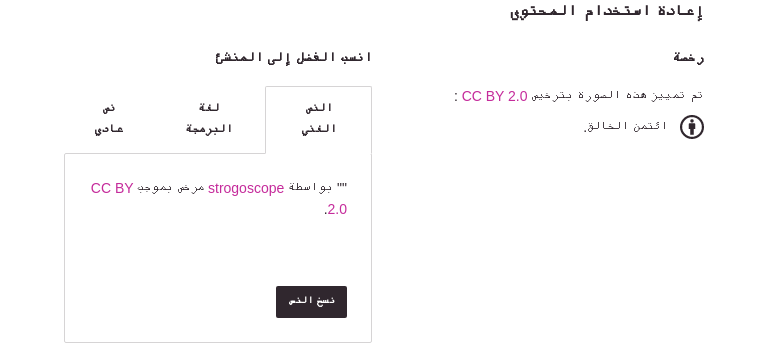 إعادة استخدام المحتوى
رخصة
تم تمييز هذه الصورة بترخيص CC BY 2.0 :
ائتمن الخالق.
انسب الفضل إلى المنشئ
النص الغني
لغة البرمجة
نص عادي
"" بواسطة strogoscope مرخص بموجب CC BY
2.0.
نسخ النص